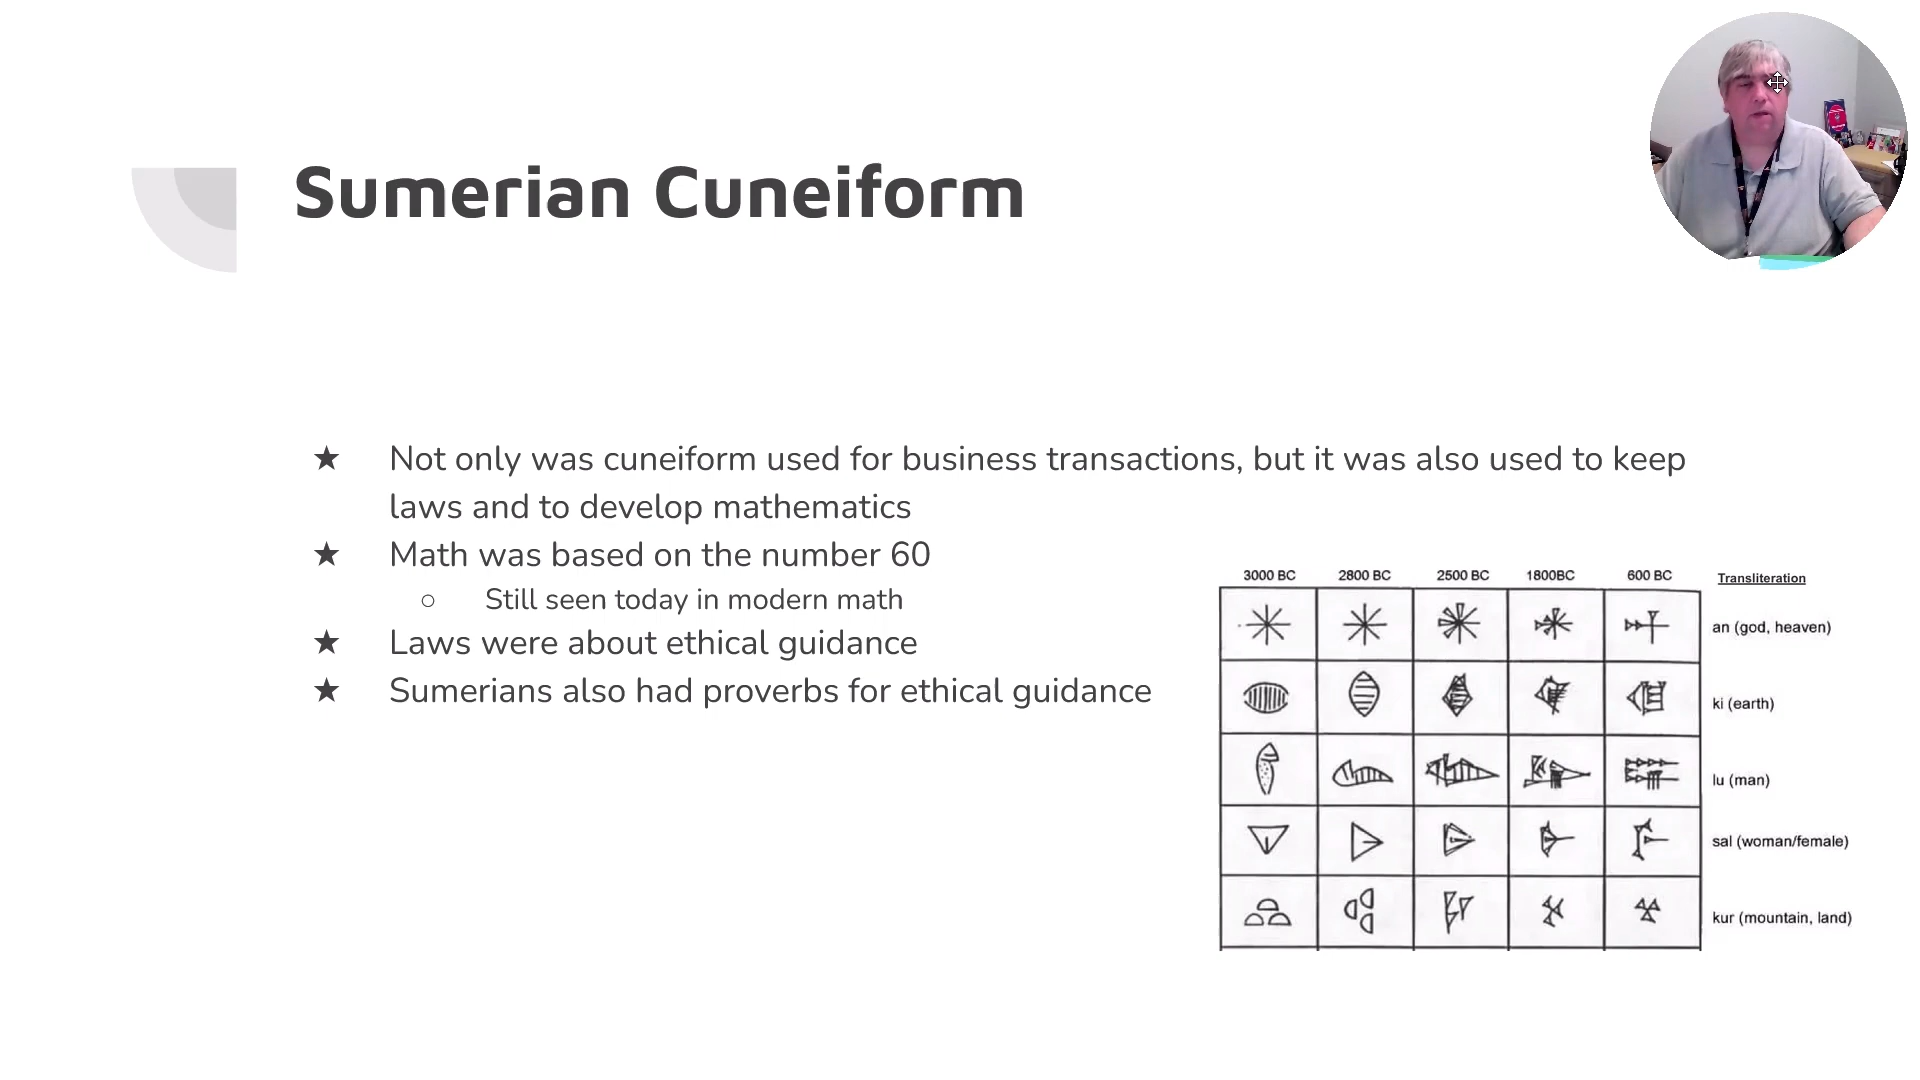 Sumerian Cuneiform
★ Not only was cuneiform used for business transactions, but it was also used to keep
laws and to develop mathematics
★ Math was based on the number 60
○ Still seen today in modern math
★ Laws were about ethical guidance
★ Sumerians also had proverbs for ethical guidance
3000 BC 2800 BC 2500 BC 1800BC 600 BC Transliteration
an (god, heaven)
ki (earth)
lu (man)
sal (woman/female)
kur (mountain, land)